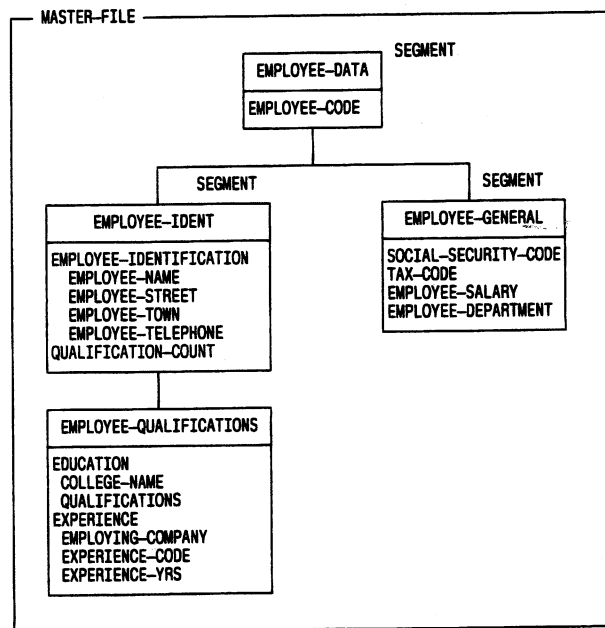 MASTER-FILE
SEGMENT
EMPLOYEE-DATA
EMPLOYEE-CODE
SEGMENT
SEGMENT
EMPLOYEE-IDENT
EMPLOYEE-IDENTIFICATION
EMPLOYEE-NAME
EMPLOYEE-STREET
EMPLOYEE-TOWN
EMPLOYEE-TELEPHONE
QUALIFICATION-COUNT
EMPLOYEE-GENERAL
SOCIAL-SECURITY-CODE
TAX-CODE
EMPLOYEE-SALARY
EMPLOYEE-DEPARTMENT
EMPLOYEE-QUALIFICATIONS
EDUCATION
COLLEGE-NAME
QUALIFICATIONS
EXPERIENCE
EMPLOYING-COMPANY
EXPERIENCE-CODE
EXPERIENCE-YRS